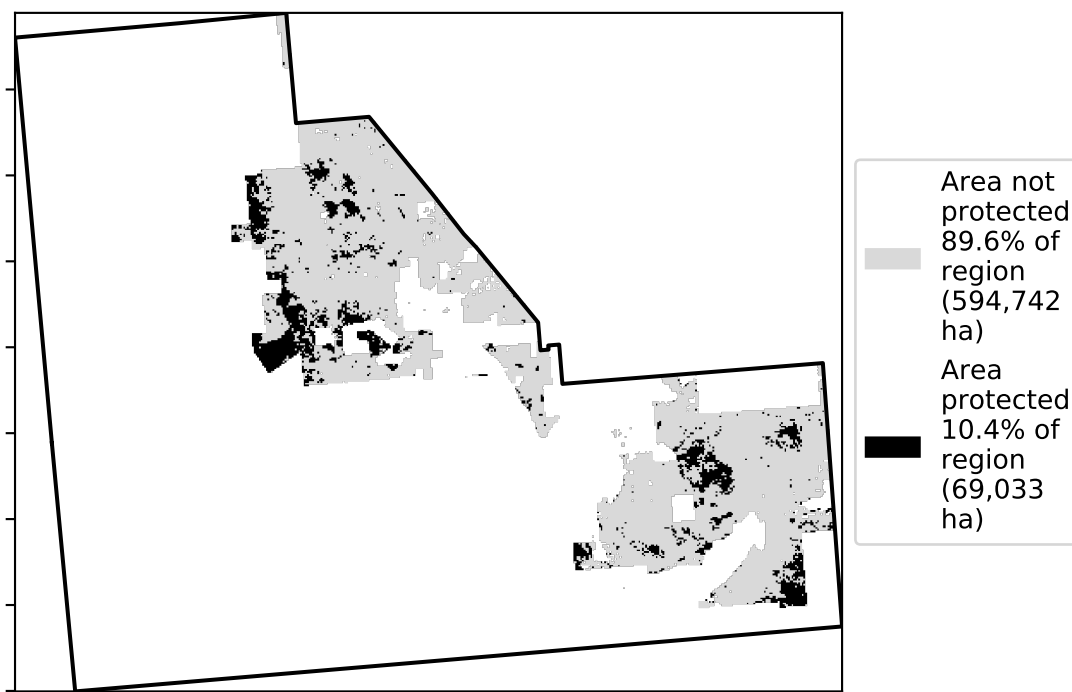 Area not
protected
89.6% of
region
(594,742
ha)
Area
protected
10.4% of
region
(69,033
ha)